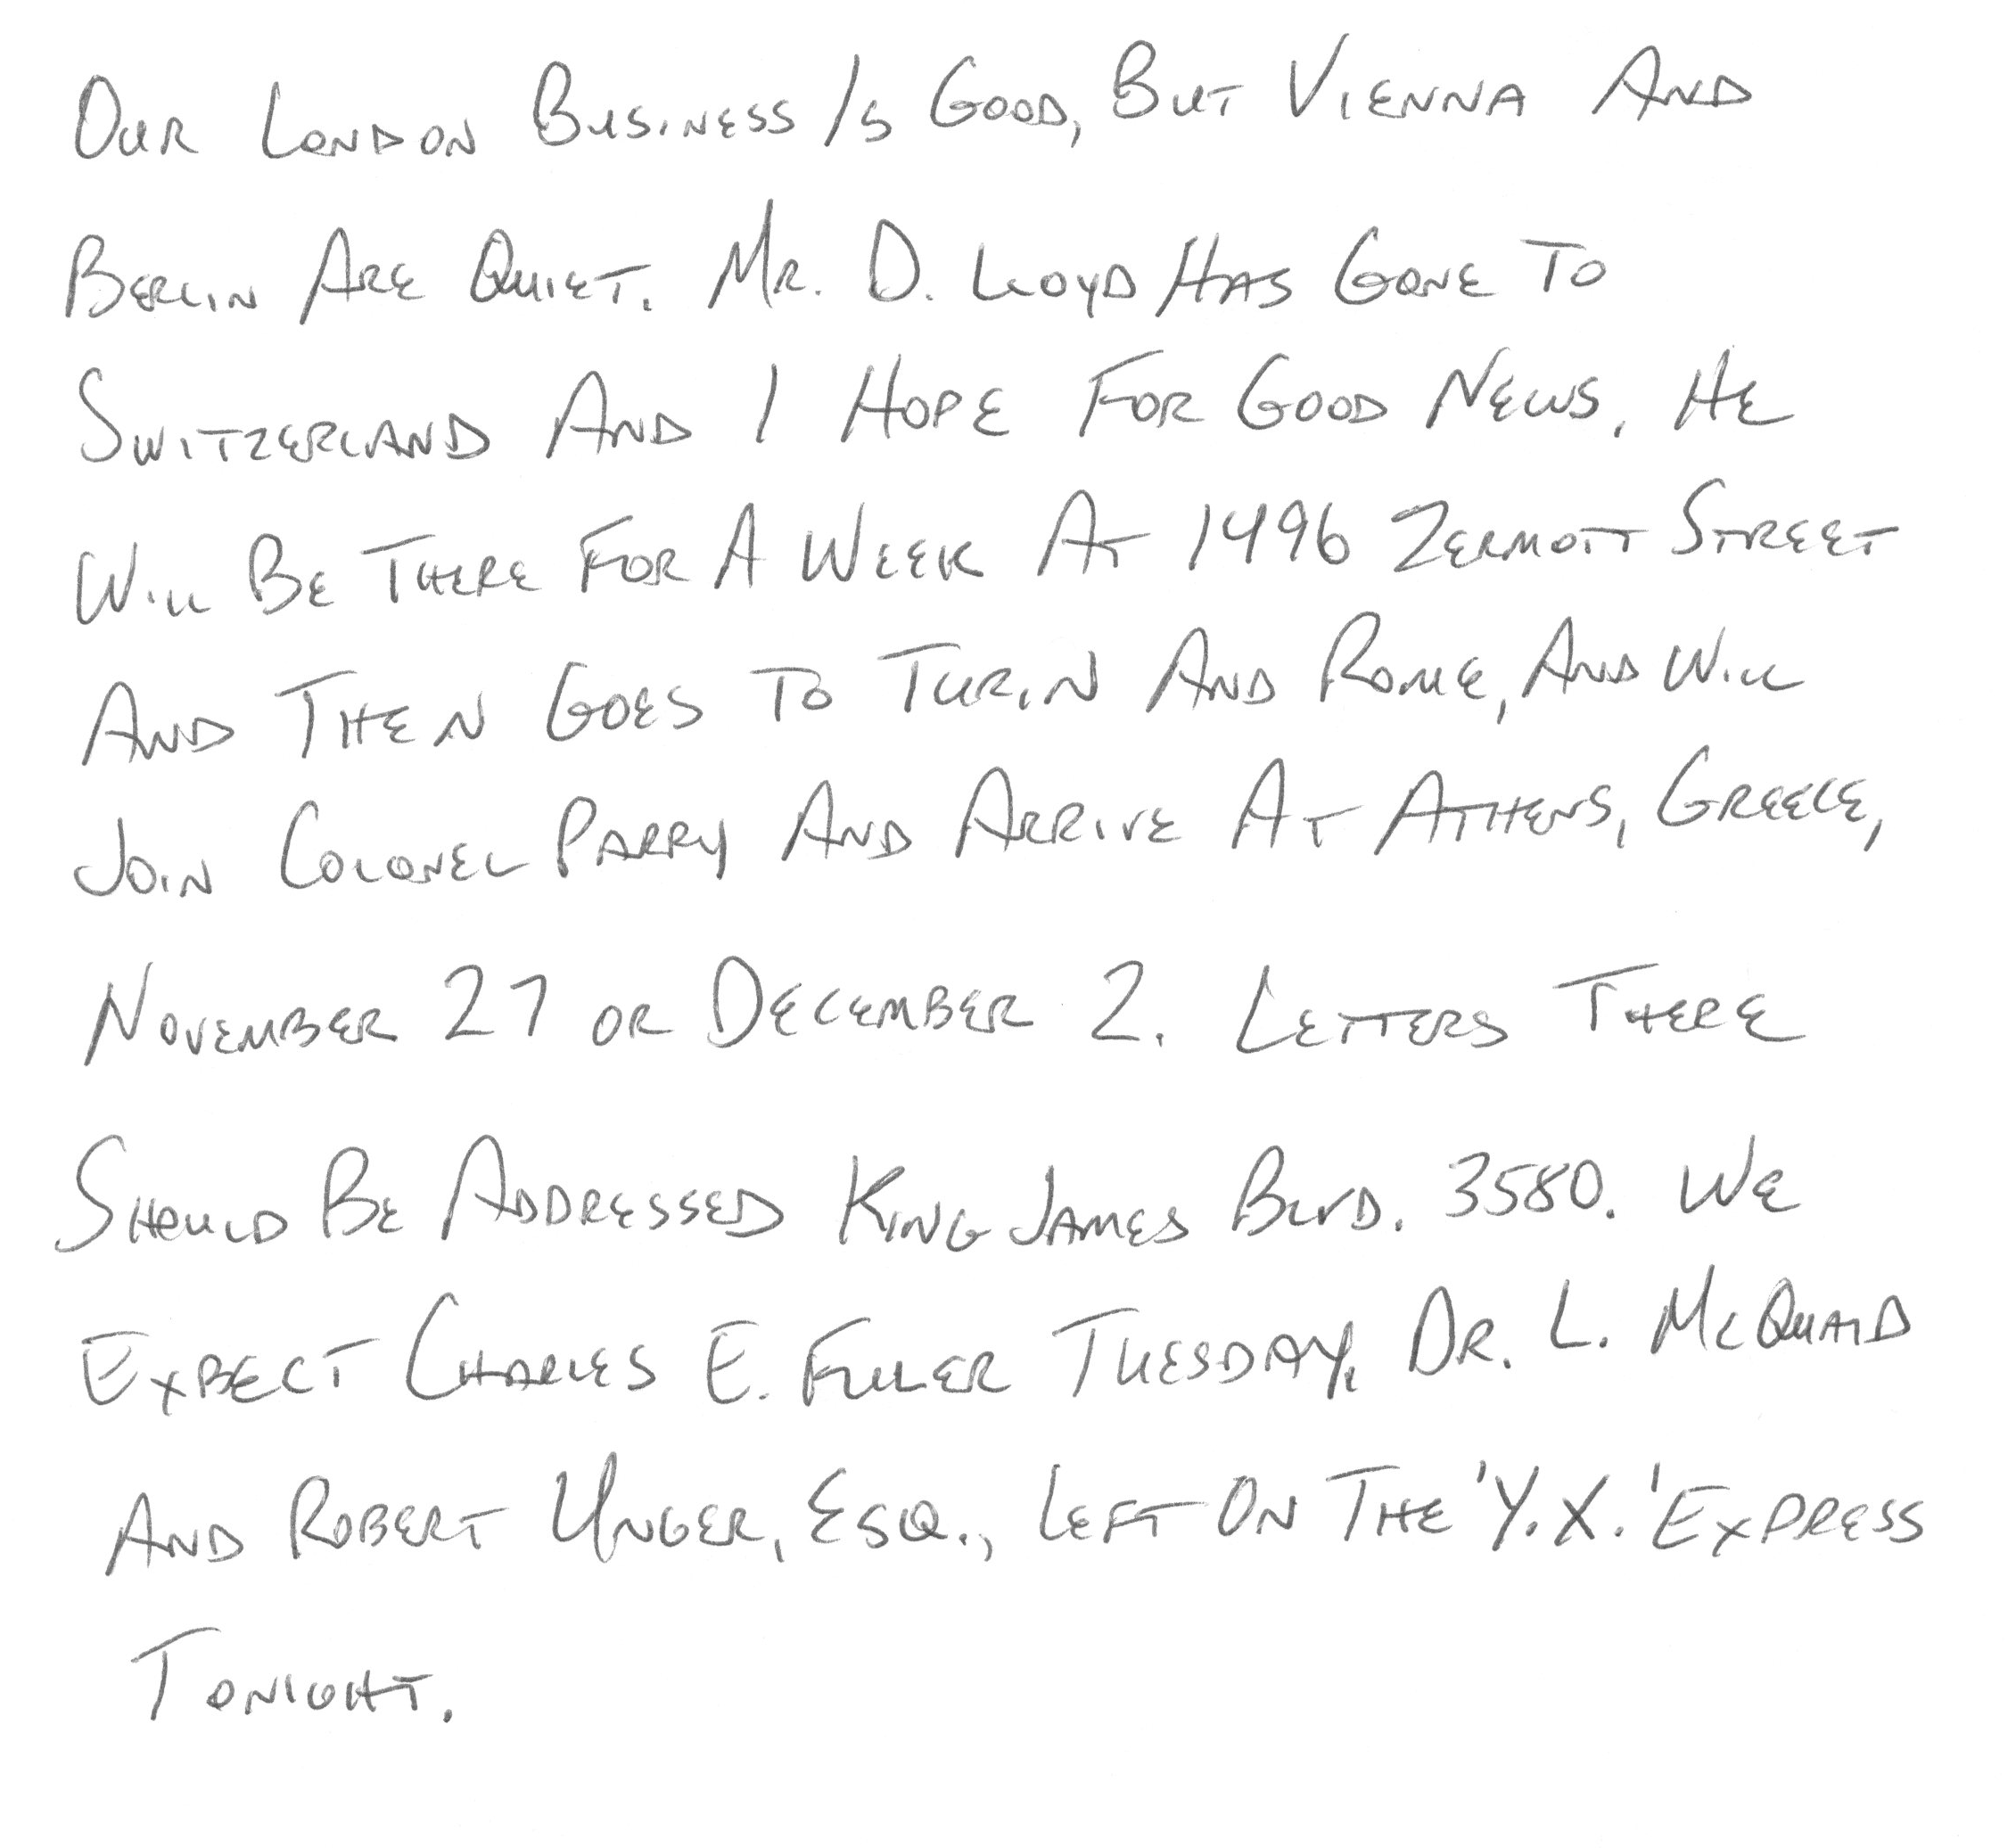 Our London Business Is Good, But Vienna And
Berlin Are Quiet. Mr. D. Lloyd Has Gone To
Switzerland And I Hope For Good News. He
Will Be There For A Week At 1496 Zermott Street
And Then Goes To Turin And Rome, And Will
Join Colonel Parry And Arrive At Athens, Greece,
November 27 or December 2. Letters There
Should Be Addressed King James Blvd. 3580. We
Expect Charles E. Fuller Tuesday. Dr. L. McQuaid
And Robert Unger, Esq., Left On The 'Y.X.' Express
Tonight.